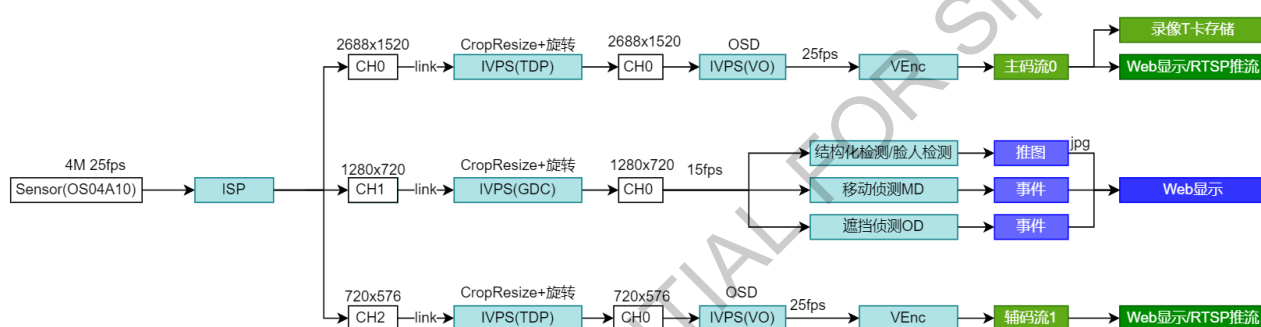 录像T卡存储
2688x1520
CropResize+旋转
2688x1520
OSD
25fps
CH0
link
IVPS(TDP)
CH0
IVPS(VO)
VEnc
主码流0
Web显示/RTSP推流
结构化检测/脸人检测
推图
jpg
4M 25fps
1280x720
CropResize+旋转
1280x720
15fps
Sensor(OS04A10)
ISP
CH1
link
IVPS(GDC)
CH0
移动侦测MD
事件
Web显示
遮挡侦测OD
事件
720x576
CropResize+旋转
720x576
OSD
25fps
CH2
link
IVPS(TDP)
CH0
IVPS(VO)
VEnc
辅码流1
Web显示/RTSP推流
NTIAL FOR Sip